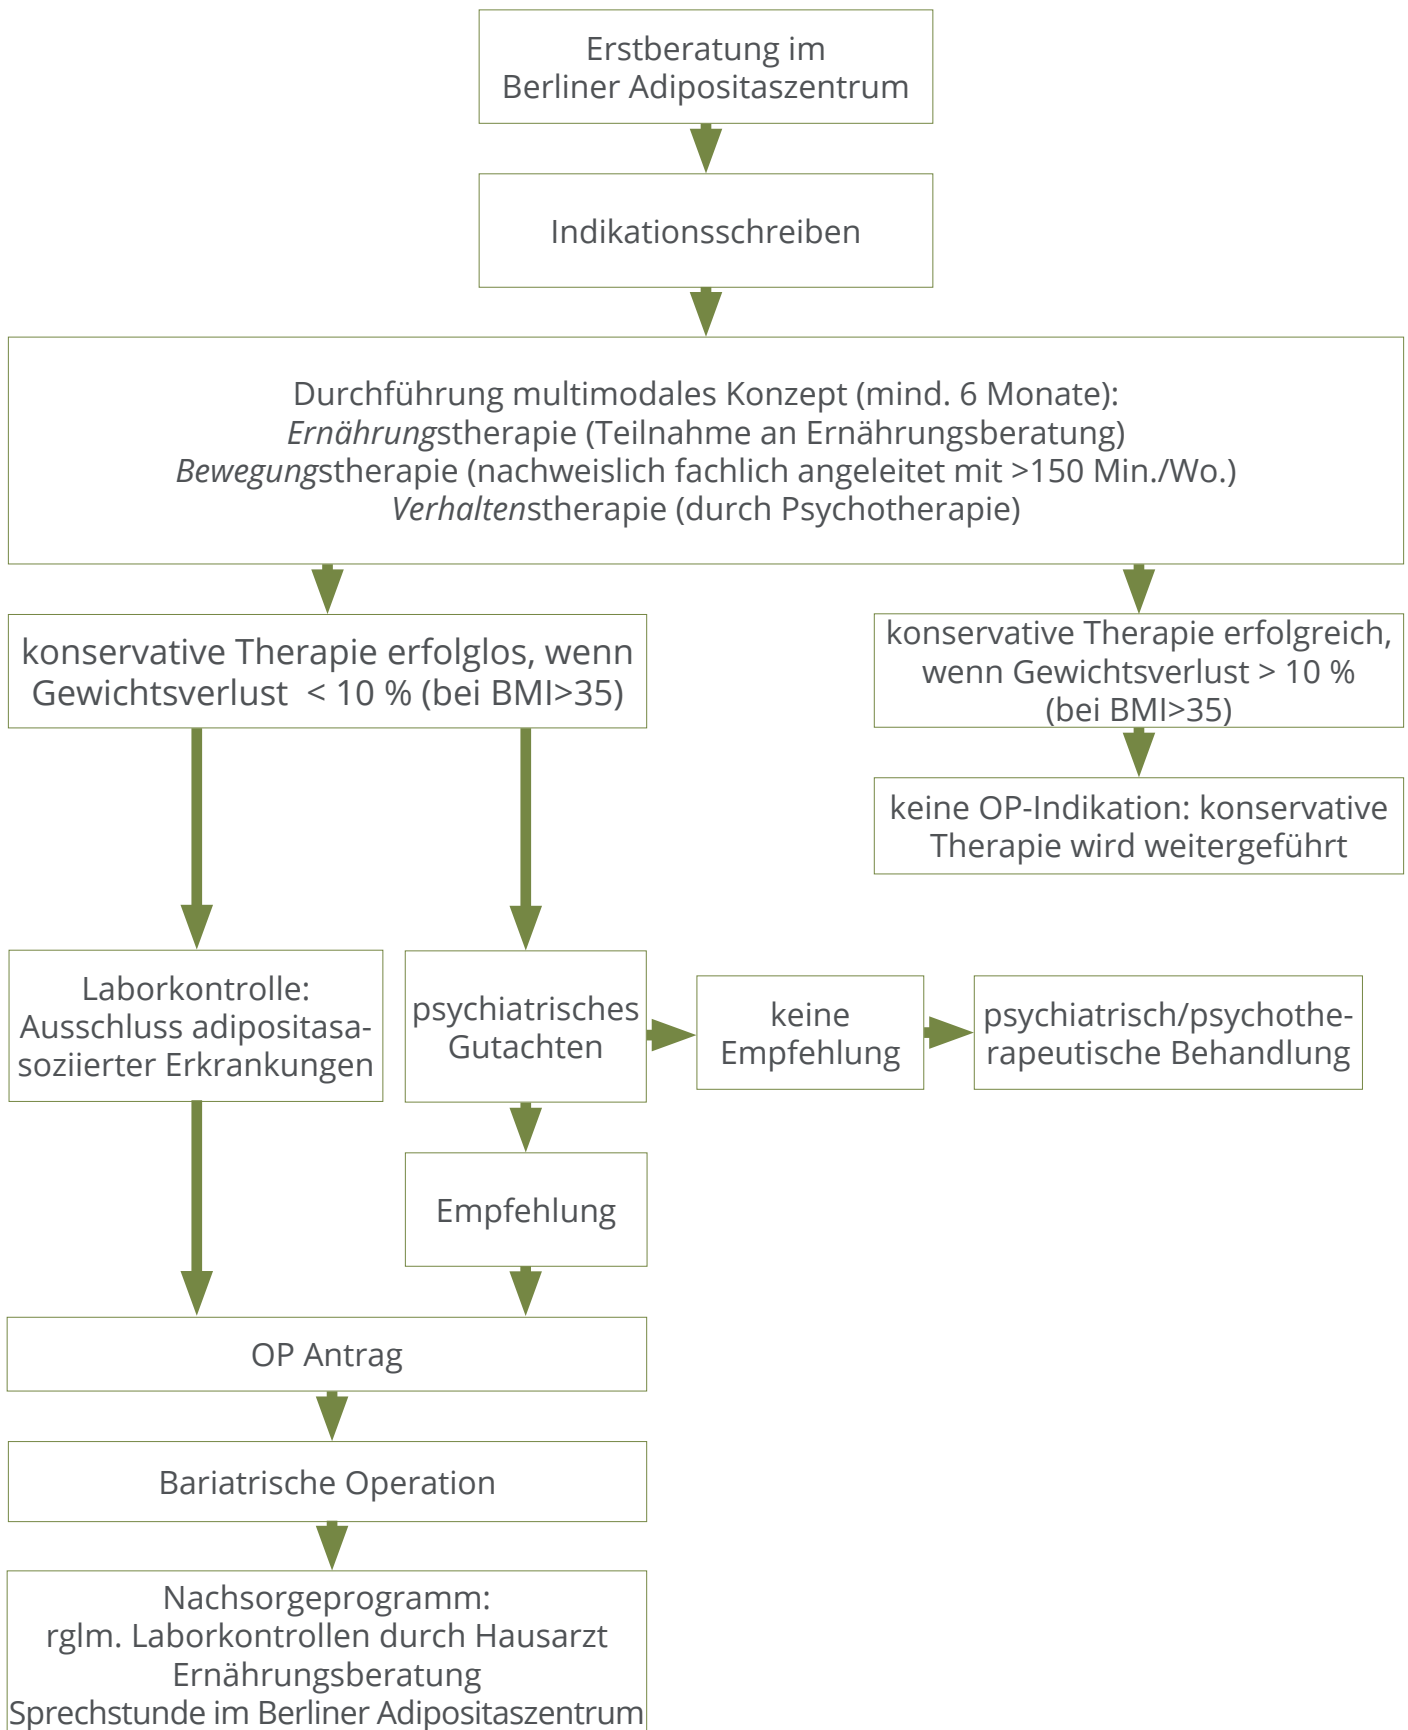 Erstberatung im
Berliner Adipositaszentrum
Indikationsschreiben
Durchführung multimodales Konzept (mind. 6 Monate):
Ernährungstherapie (Teilnahme an Ernährungsberatung)
Bewegungstherapie (nachweislich fachlich angeleitet mit >150 Min./Wo.)
Verhaltenstherapie (durch Psychotherapie)
konservative Therapie erfolglos, wenn
Gewichtsverlust < 10 % (bei BMI>35)
konservative Therapie erfolgreich,
wenn Gewichtsverlust > 10 %
(bei BMI>35)
keine OP-Indikation: konservative
Therapie wird weitergeführt
Laborkontrolle:
Ausschluss adipositasa-
soziierter Erkrankungen
psychiatrisches
Gutachten
keine
Empfehlung
psychiatrisch/psychothe-
rapeutische Behandlung
Empfehlung
OP Antrag
Bariatrische Operation
Nachsorgeprogramm:
rglm. Laborkontrollen durch Hausarzt
Ernährungsberatung
Sprechstunde im Berliner Adipositaszentrum